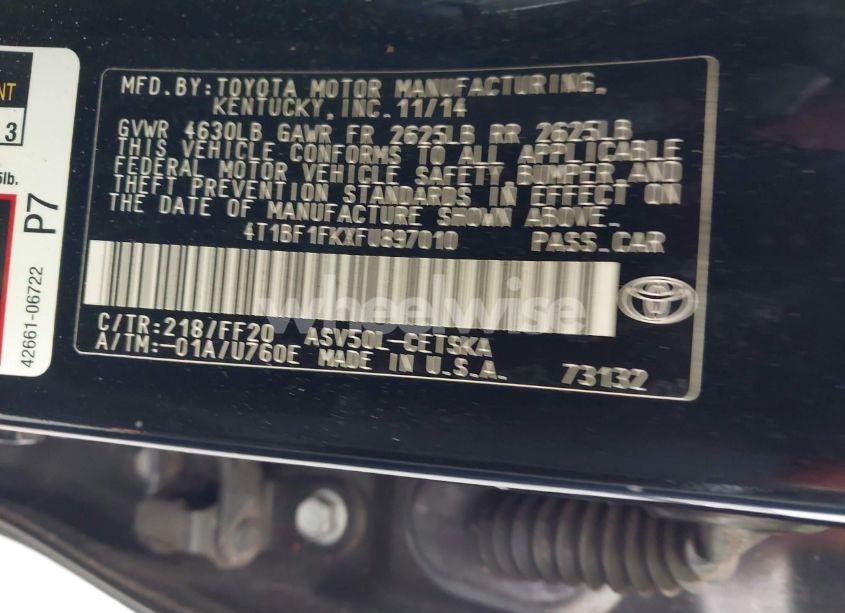 NT
3
5lb.
P7
42661-06722
MFD.BY:TOYOTA MOTOR MANUFACTURING,
KENTUCKY, INC. 11/14
GVWR 4630LB GAWR FR 2625LB RR 2625LB
THIS VEHICLE CONFORMS TO ALL APPLICABLE
FEDERAL MOTOR VEHICLE SAFETY BUMPER AND
THEFT PREVENTION STANDARDS IN EFFECT ON
THE DATE OF MANUFACTURE SHOWN ABOVE.
4T1BF1FKXFU897010 PASS.CAR
wheelwise
C/TR:218/FF20 ASV50L-CETSKA
A/TM:-01A/U760E MADE IN U.S.A. 73132